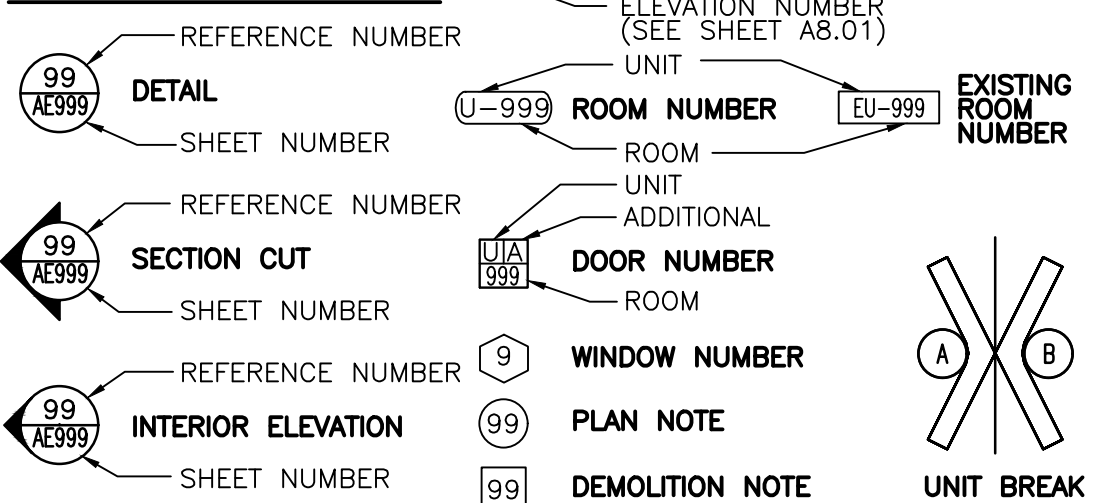 ELEVATION NUMBER
(SEE SHEET A8.01)
REFERENCE NUMBER
99
AE999
DETAIL
SHEET NUMBER
UNIT
U-999
ROOM NUMBER
EU-999
EXISTING
ROOM
NUMBER
ROOM
REFERENCE NUMBER
99
AE999
SECTION CUT
SHEET NUMBER
UNIT
ADDITIONAL
U A
999
DOOR NUMBER
ROOM
9
WINDOW NUMBER
REFERENCE NUMBER
99
AE999
INTERIOR ELEVATION
SHEET NUMBER
99
PLAN NOTE
99
DEMOLITION NOTE
A
B
UNIT BREAK